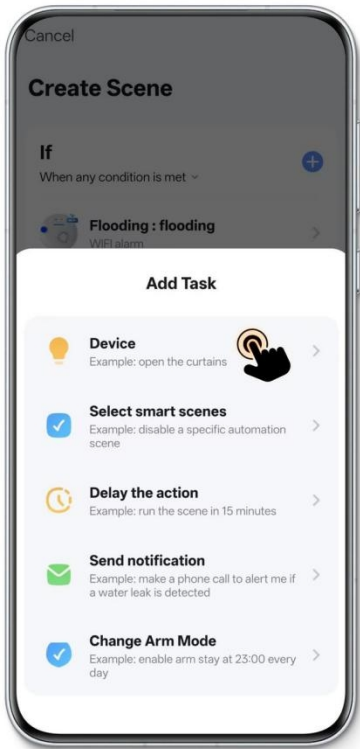 Cancel
Create Scene
If
When any condition is met
Flooding : flooding
WIFI alarm
Add Task
Device
Example: open the curtains
Select smart scenes
Example: disable a specific automation
scene
Delay the action
Example: run the scene in 15 minutes
Send notification
Example: make a phone call to alert me if
a water leak is detected
Change Arm Mode
Example: enable arm stay at 23:00 every
day